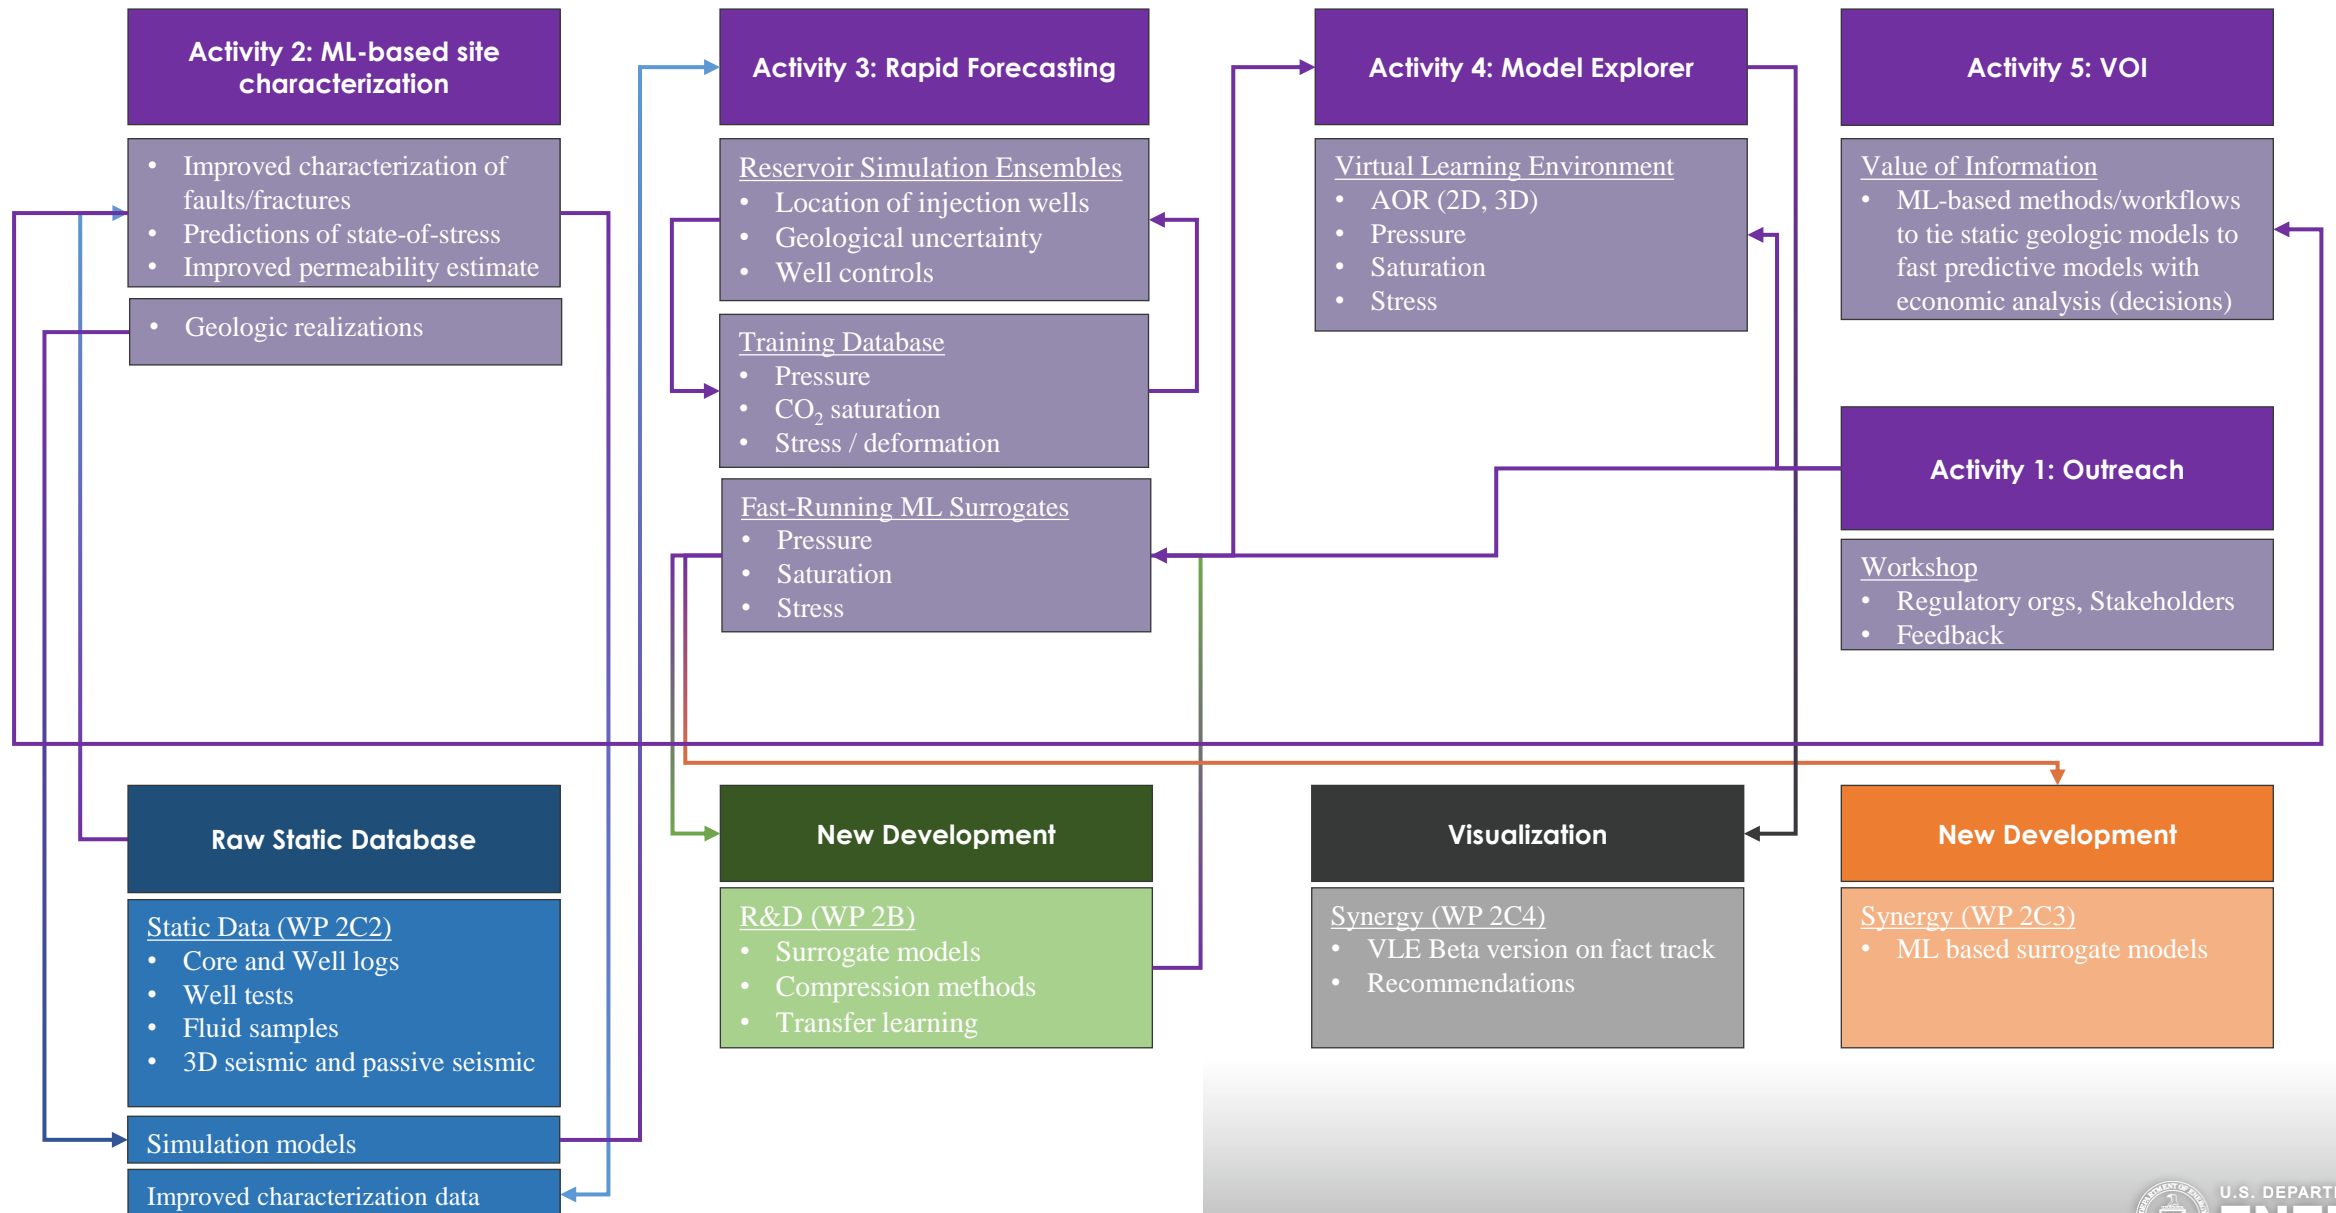 Activity 2: ML-based site
characterization
• Improved characterization of
faults/fractures
• Predictions of state-of-stress
• Improved permeability estimate
• Geologic realizations
Activity 3: Rapid Forecasting
Reservoir Simulation Ensembles
• Location of injection wells
• Geological uncertainty
• Well controls
Training Database
• Pressure
• CO₂ saturation
• Stress / deformation
Fast-Running ML Surrogates
• Pressure
• Saturation
• Stress
Activity 4: Model Explorer
Virtual Learning Environment
• AOR (2D, 3D)
• Pressure
• Saturation
• Stress
Activity 5: VOI
Value of Information
• ML-based methods/workflows
to tie static geologic models to
fast predictive models with
economic analysis (decisions)
Activity 1: Outreach
Workshop
• Regulatory orgs, Stakeholders
• Feedback
Raw Static Database
Static Data (WP 2C2)
• Core and Well logs
• Well tests
• Fluid samples
• 3D seismic and passive seismic
Simulation models
Improved characterization data
New Development
R&D (WP 2B)
• Surrogate models
• Compression methods
• Transfer learning
Visualization
Synergy (WP 2C4)
• VLE Beta version on fact track
• Recommendations
New Development
Synergy (WP 2C3)
• ML based surrogate models
U.S. DEPARTM